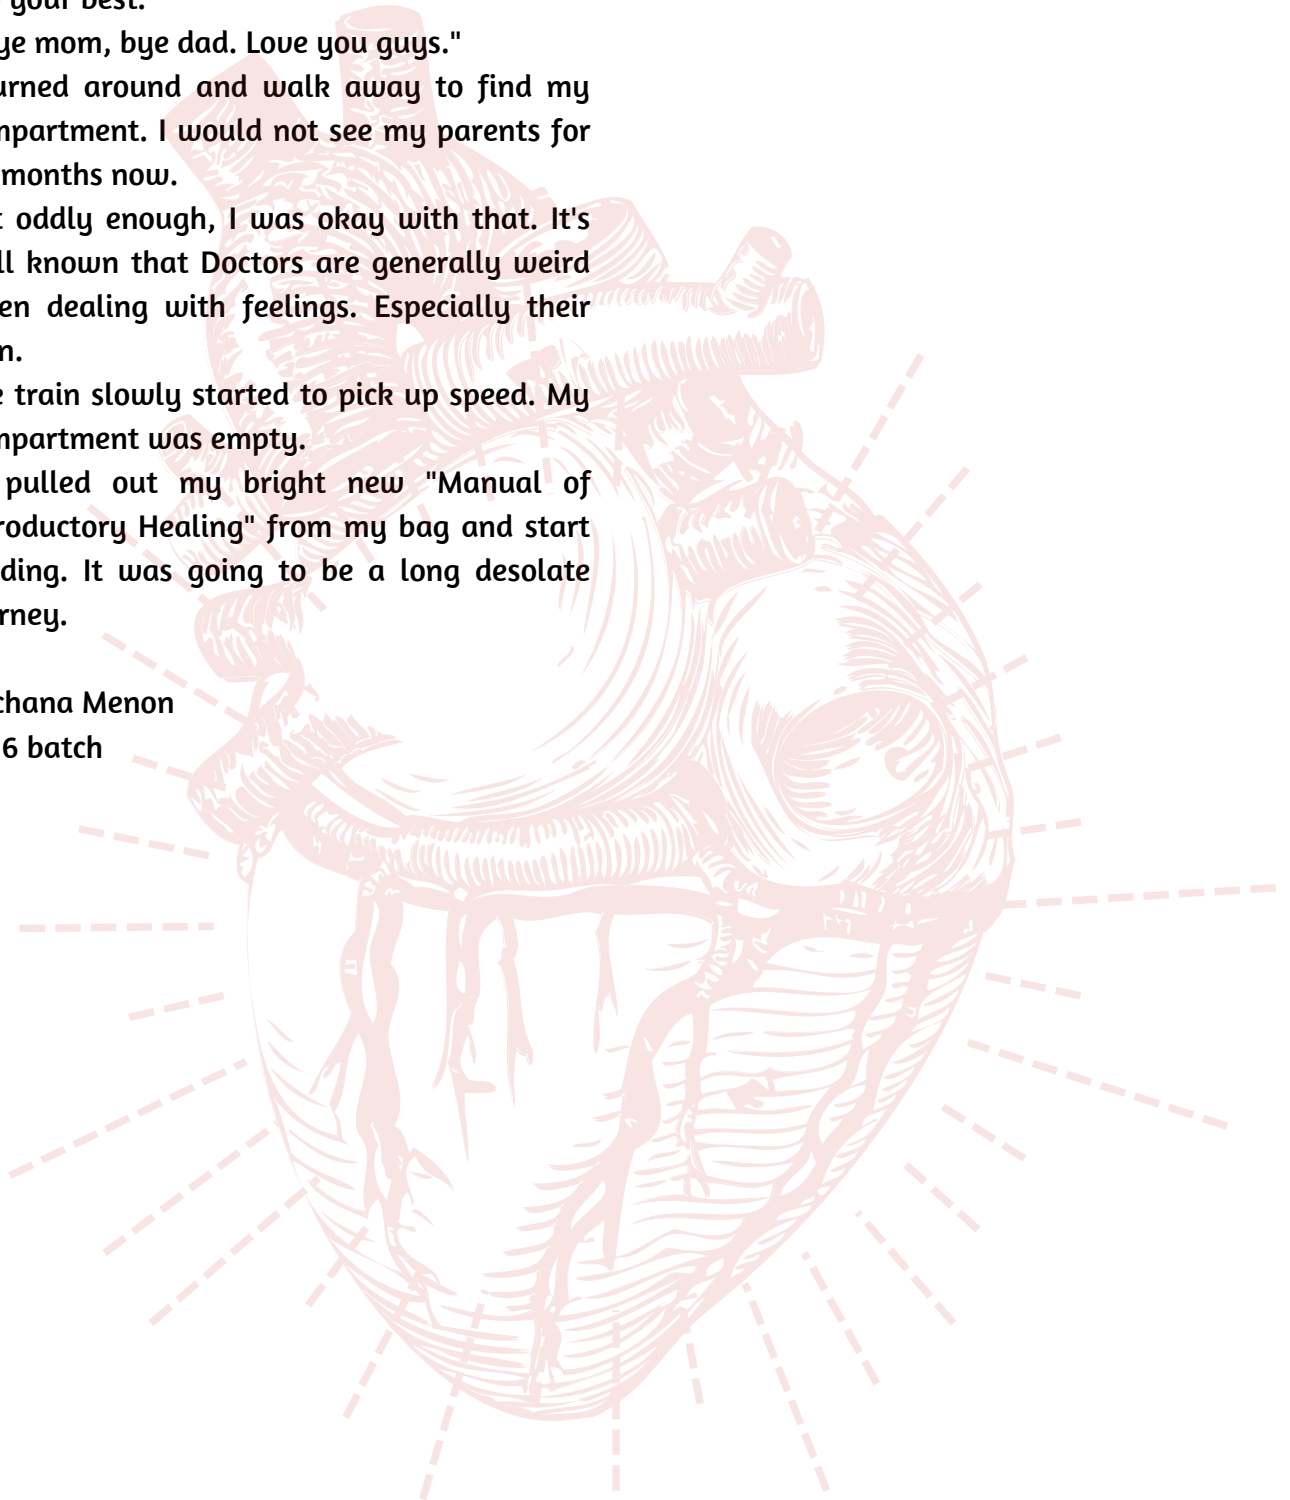 your best.
ye mom, bye dad. Love you guys."
urned around and walk away to find my
npartment. I would not see my parents for
months now.
t oddly enough, I was okay with that. It's
ll known that Doctors are generally weird
en dealing with feelings. Especially their
n.
e train slowly started to pick up speed. My
npartment was empty.
pulled out my bright new "Manual of
roductory Healing" from my bag and start
ding. It was going to be a long desolate
rney.
chana Menon
6 batch